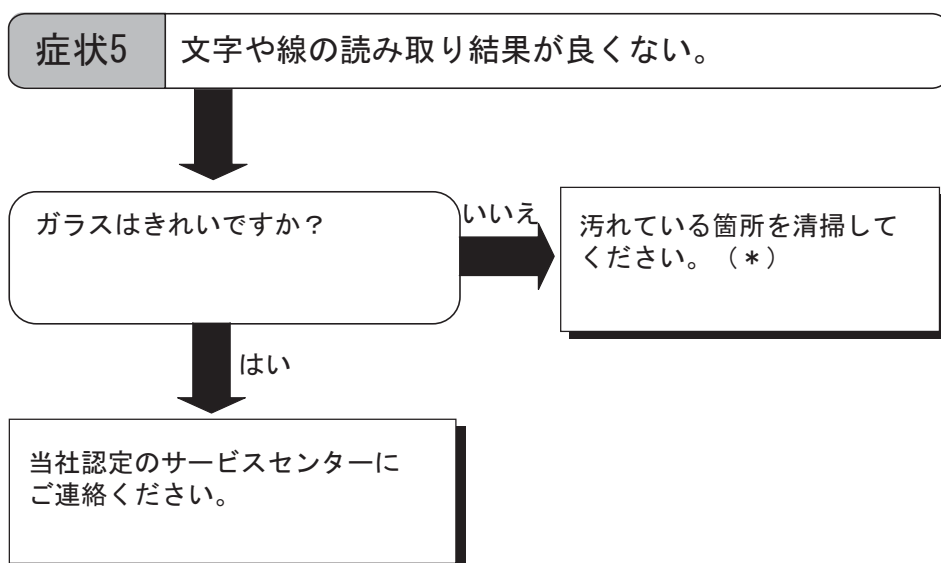 症状5
文字や線の読み取り結果が良くない。
ガラスはきれいですか？
いいえ
汚れている箇所を清掃して
ください。（＊）
はい
当社認定のサービスセンターに
ご連絡ください。